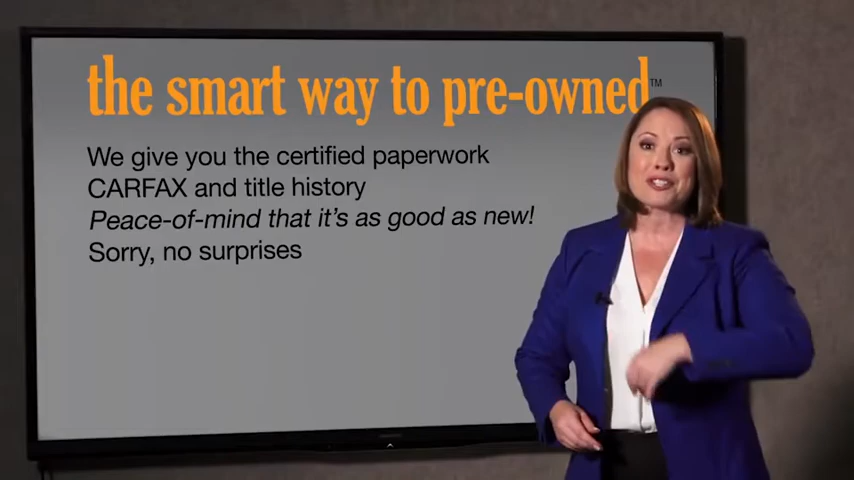 the smart way to pre-owned™
We give you the certified paperwork
CARFAX and title history
Peace-of-mind that it's as good as new!
Sorry, no surprises